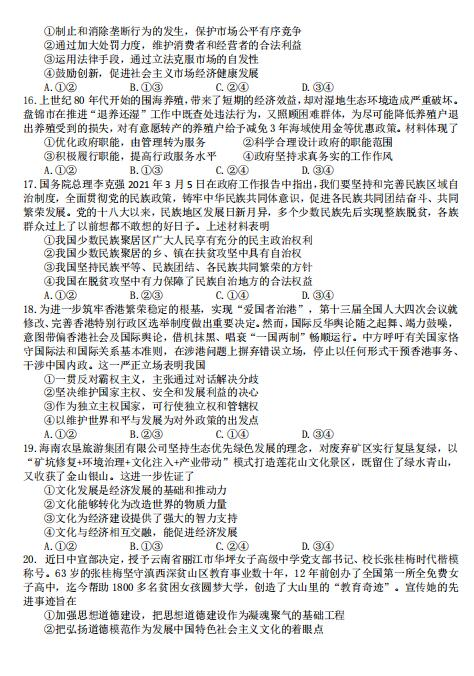 ①制止和消除垄断行为的发生，保护市场公平有序竞争
②通过加大处罚力度，维护消费者和经营者的合法利益
③运用法律手段，通过立法克服市场的自发性
④鼓励创新，促进社会主义市场经济健康发展
A.①② B.①③ C.②④ D.③④
16.上世纪80年代开始的围海养殖,带来了短期的经济效益,却对湿地生态环境造成严重破坏。
盘锦市在推进“退养还湿”工作中既查处违法行为，又照顾困难群体，为尽可能降低养殖户退
出养殖受到的损失，对有意愿转产的养殖户给予减免3年海域使用金等优惠政策。材料体现了
①优化政府职能，由管理转为服务 ②科学合理设计政府的职能范围
③积极履行职能，提高行政服务水平 ④政府坚持求真务实的工作作风
A.①② B.①③ C.②④ D.③④
17.国务院总理李克强2021年3月5日在政府工作报告中指出,我们要坚持和完善民族区域自
治制度，全面贯彻党的民族政策，铸牢中华民族共同体意识，促进各民族共同团结奋斗、共同
繁荣发展。党的十八大以来，民族地区发展日新月异，多个少数民族先后实现整族脱贫，各族
群众过上了以前想都不敢想的好日子。上述材料表明
①我国少数民族聚居区广大人民享有充分的民主政治权利
②我国少数民族聚居的乡、镇在扶贫攻坚中具有自治权
③我国坚持民族平等、民族团结、各民族共同繁荣的方针
④我国在脱贫攻坚中有力保障了民族自治地方的合法权益
A.①② B.①③ C.②④ D.③④
18.为进一步筑牢香港繁荣稳定的根基，实现“爱国者治港”，第十三届全国人大四次会议就
修改、完善香港特别行政区选举制度做出重要决定。然而,国际反华舆论随之起舞、竭力鼓噪，
意图带偏香港社会及国际舆论，借机抹黑、唱衰“一国两制”畅顺运行。中方呼吁有关国家恪
守国际法和国际关系基本准则，在涉港问题上摒弃错误立场，停止以任何形式干预香港事务、
干涉中国内政。这一严正立场表明我国
①一贯反对霸权主义，主张通过对话解决分歧
②坚决维护国家主权、安全和发展利益的决心
③作为独立主权国家，可行使独立权和管辖权
④以维护世界和平与发展为对外政策的出发点
A.①② B.②③ C.①④ D.③④
19.海南农垦旅游集团有限公司坚持生态优先绿色发展的理念，对废弃矿区实行复垦复绿，以
“矿坑修复+环境治理+文化注入+产业带动”模式打造莲花山文化景区，既留住了绿水青山，
又收获了金山银山。这进一步佐证了
①文化发展是经济发展的基础和推动力
②文化能够转化为改造世界的物质力量
③文化为经济建设提供了强大的智力支持
④文化与经济相互交融，能促进经济发展
A.①② B.①③ C.②④ D.③④
20．近日中宣部决定，授予云南省丽江市华坪女子高级中学党支部书记、校长张桂梅时代楷模
称号。63岁的张桂梅坚守滇西深贫山区教育事业数十年，12年前创办了全国第一所全免费女
子高中，迄今帮助1800多名贫困女孩圆梦大学，创造了大山里的“教育奇迹”。宣传她的先
进事迹旨在
①加强思想道德建设，把思想道德建设作为凝魂聚气的基础工程
②把弘扬道德模范作为发展中国特色社会主义文化的着眼点